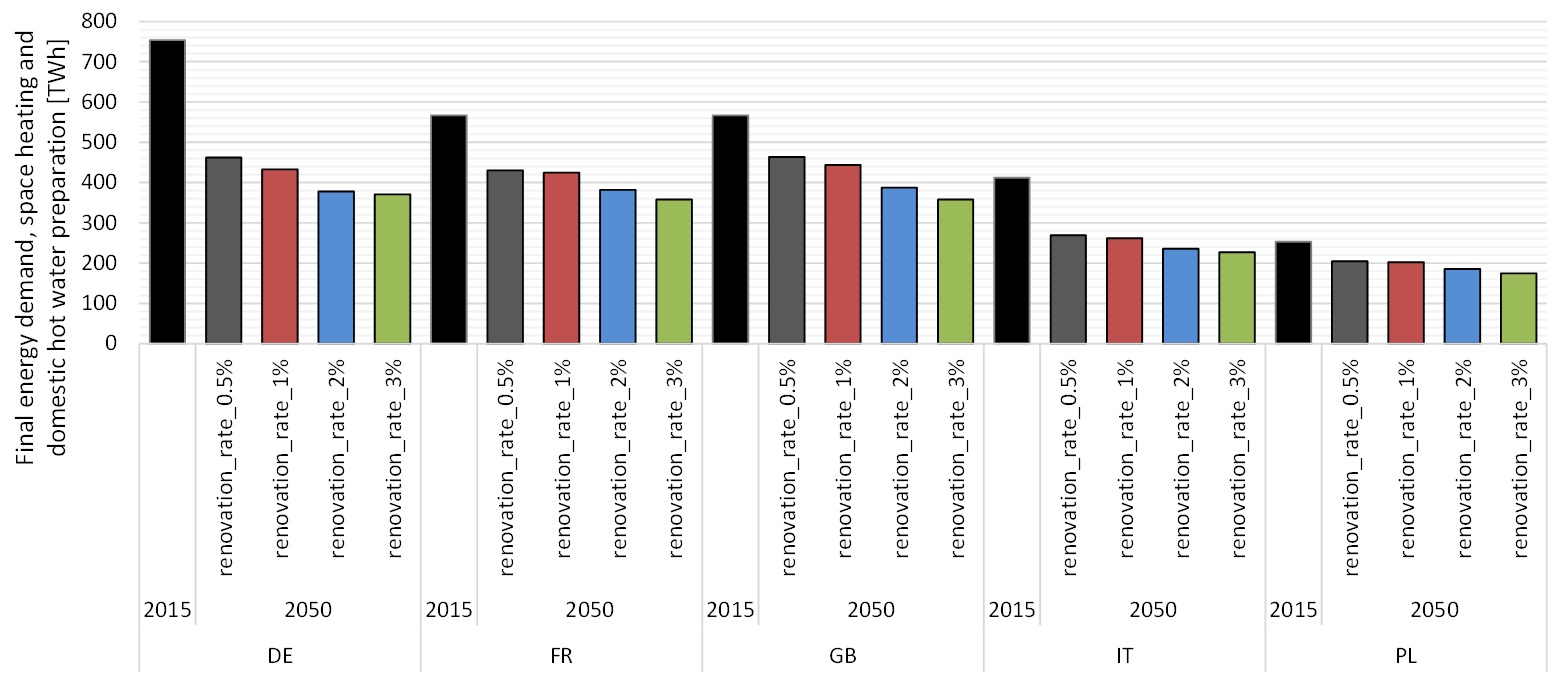 Final energy demand, space heating and
domestic hot water preparation [TWh]
800
700
600
500
400
300
200
100
0
renovation_rate_0.5%
renovation_rate_1%
renovation_rate_2%
renovation_rate_3%
renovation_rate_0.5%
renovation_rate_1%
renovation_rate_2%
renovation_rate_3%
renovation_rate_0.5%
renovation_rate_1%
renovation_rate_2%
renovation_rate_3%
renovation_rate_0.5%
renovation_rate_1%
renovation_rate_2%
renovation_rate_3%
renovation_rate_0.5%
renovation_rate_1%
renovation_rate_2%
renovation_rate_3%
2015 2050 2015 2050 2015 2050 2015 2050 2015 2050
DE FR GB IT PL